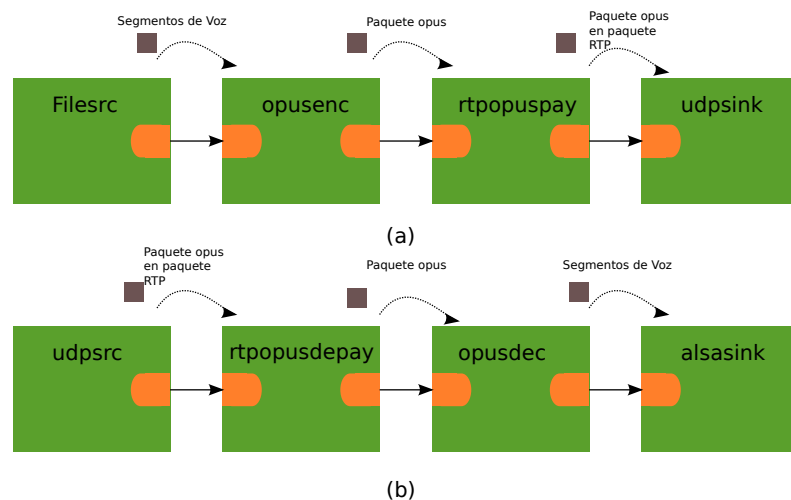 Segmentos de Voz
Paquete opus
Paquete opus
en paquete
RTP
Filesrc
opusenc
rtpopuspay
udpsink
(a)
Paquete opus
en paquete
RTP
Paquete opus
Segmentos de Voz
udpsrc
rtpopusdepay
opusdec
alsasink
(b)